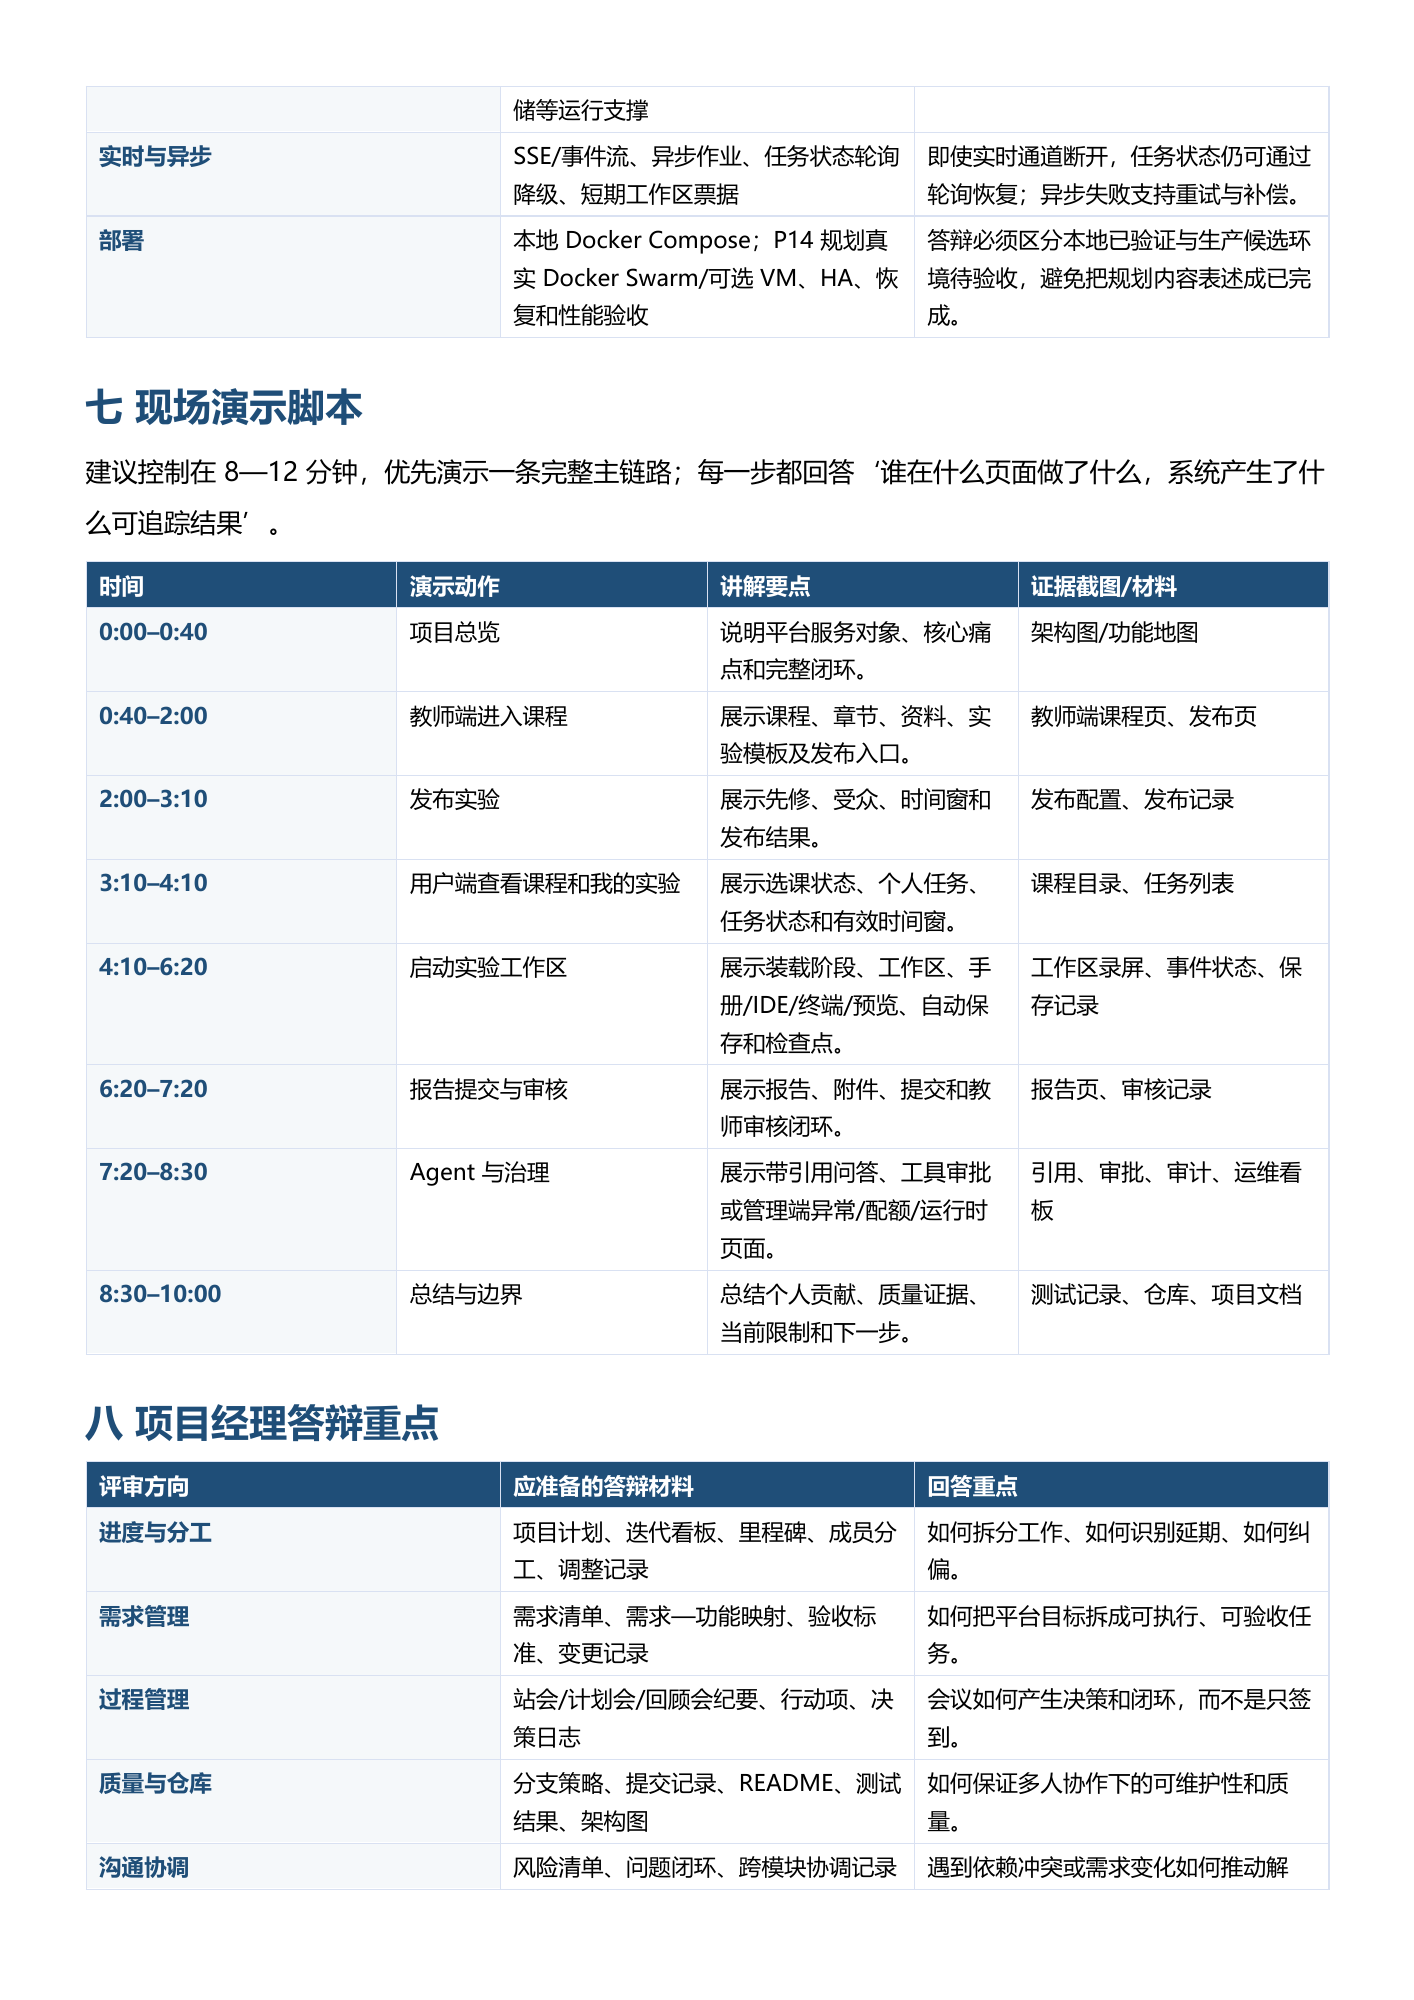 储等运行支撑
实时与异步
SSE/事件流、异步作业、任务状态轮询
降级、短期工作区票据
即使实时通道断开，任务状态仍可通过
轮询恢复；异步失败支持重试与补偿。
部署
本地 Docker Compose；P14 规划真
实 Docker Swarm/可选 VM、HA、恢
复和性能验收
答辩必须区分本地已验证与生产候选环
境待验收，避免把规划内容表述成已完
成。
七 现场演示脚本
建议控制在 8—12 分钟，优先演示一条完整主链路；每一步都回答‘谁在什么页面做了什么，系统产生了什
么可追踪结果’。
时间
演示动作
讲解要点
证据截图/材料
0:00–0:40
项目总览
说明平台服务对象、核心痛
点和完整闭环。
架构图/功能地图
0:40–2:00
教师端进入课程
展示课程、章节、资料、实
验模板及发布入口。
教师端课程页、发布页
2:00–3:10
发布实验
展示先修、受众、时间窗和
发布结果。
发布配置、发布记录
3:10–4:10
用户端查看课程和我的实验
展示选课状态、个人任务、
任务状态和有效时间窗。
课程目录、任务列表
4:10–6:20
启动实验工作区
展示装载阶段、工作区、手
册/IDE/终端/预览、自动保
存和检查点。
工作区录屏、事件状态、保
存记录
6:20–7:20
报告提交与审核
展示报告、附件、提交和教
师审核闭环。
报告页、审核记录
7:20–8:30
Agent 与治理
展示带引用问答、工具审批
或管理端异常/配额/运行时
页面。
引用、审批、审计、运维看
板
8:30–10:00
总结与边界
总结个人贡献、质量证据、
当前限制和下一步。
测试记录、仓库、项目文档
八 项目经理答辩重点
评审方向
应准备的答辩材料
回答重点
进度与分工
项目计划、迭代看板、里程碑、成员分
工、调整记录
如何拆分工作、如何识别延期、如何纠
偏。
需求管理
需求清单、需求—功能映射、验收标
准、变更记录
如何把平台目标拆成可执行、可验收任
务。
过程管理
站会/计划会/回顾会纪要、行动项、决
策日志
会议如何产生决策和闭环，而不是只签
到。
质量与仓库
分支策略、提交记录、README、测试
结果、架构图
如何保证多人协作下的可维护性和质
量。
沟通协调
风险清单、问题闭环、跨模块协调记录
遇到依赖冲突或需求变化如何推动解